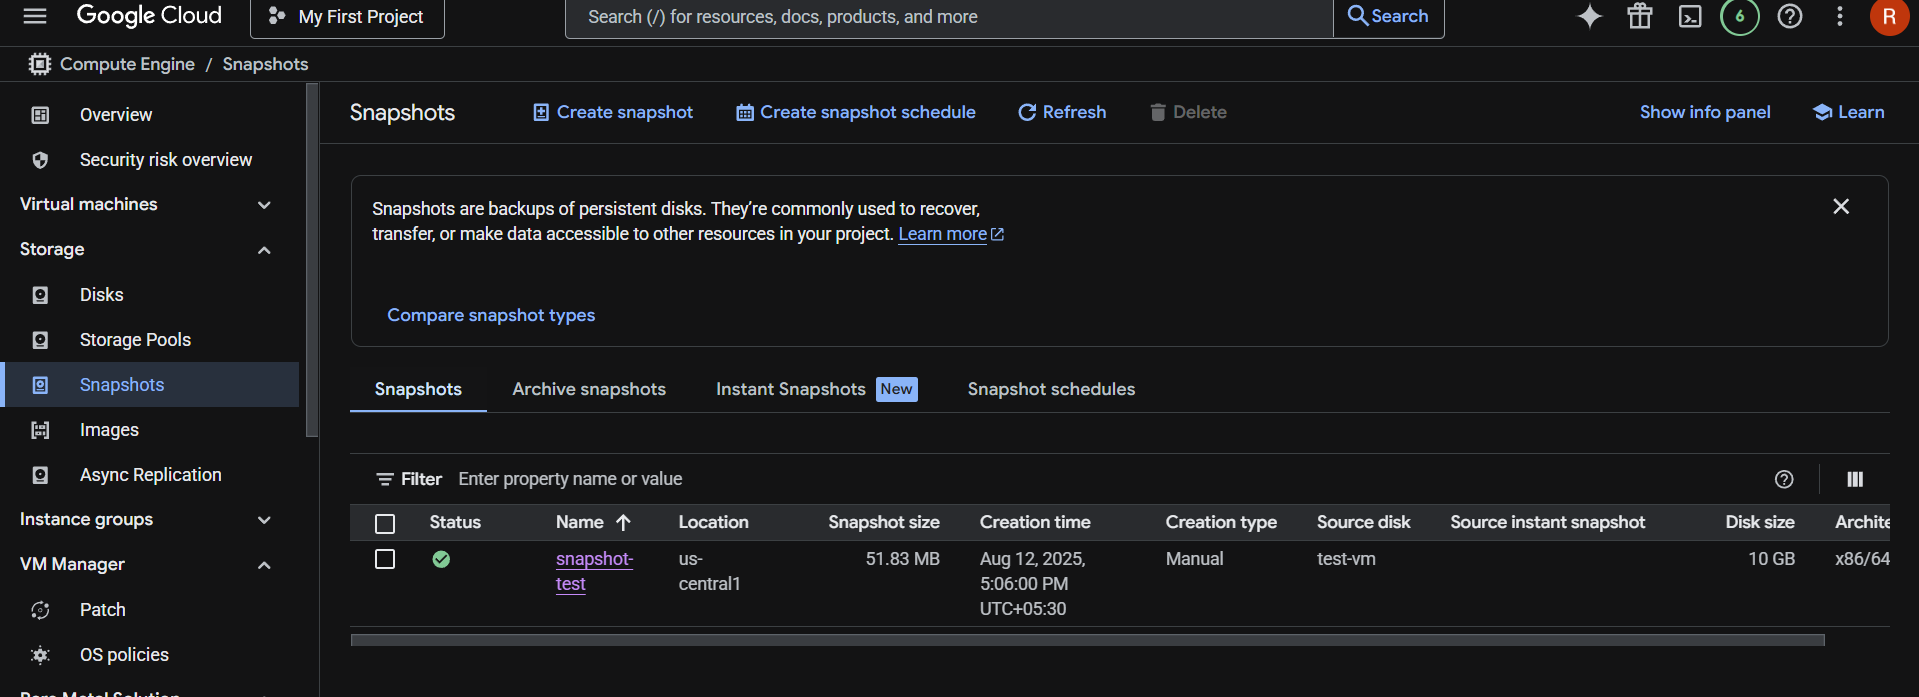 Google Cloud
My First Project
Search (/) for resources, docs, products, and more
Search
6
R
Compute Engine / Snapshots
Overview
Security risk overview
Virtual machines
Storage
Disks
Storage Pools
Snapshots
Images
Async Replication
Instance groups
VM Manager
Patch
OS policies
Bare Metal Solution
Snapshots
Create snapshot
Create snapshot schedule
Refresh
Delete
Show info panel
Learn
Snapshots are backups of persistent disks. They’re commonly used to recover,
transfer, or make data accessible to other resources in your project. Learn more
Compare snapshot types
Snapshots
Archive snapshots
Instant Snapshots New
Snapshot schedules
Filter Enter property name or value
Status Name Location Snapshot size Creation time Creation type Source disk Source instant snapshot Disk size Archite
snapshot- us- 51.83 MB Aug 12, 2025, Manual test-vm 10 GB x86/64
test central1 5:06:00 PM
UTC+05:30